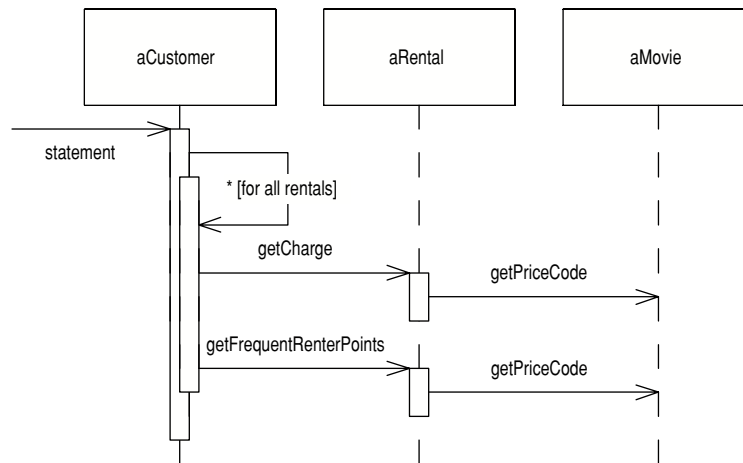 aCustomer
aRental
aMovie
statement
* [for all rentals]
getCharge
getPriceCode
getFrequentRenterPoints
getPriceCode